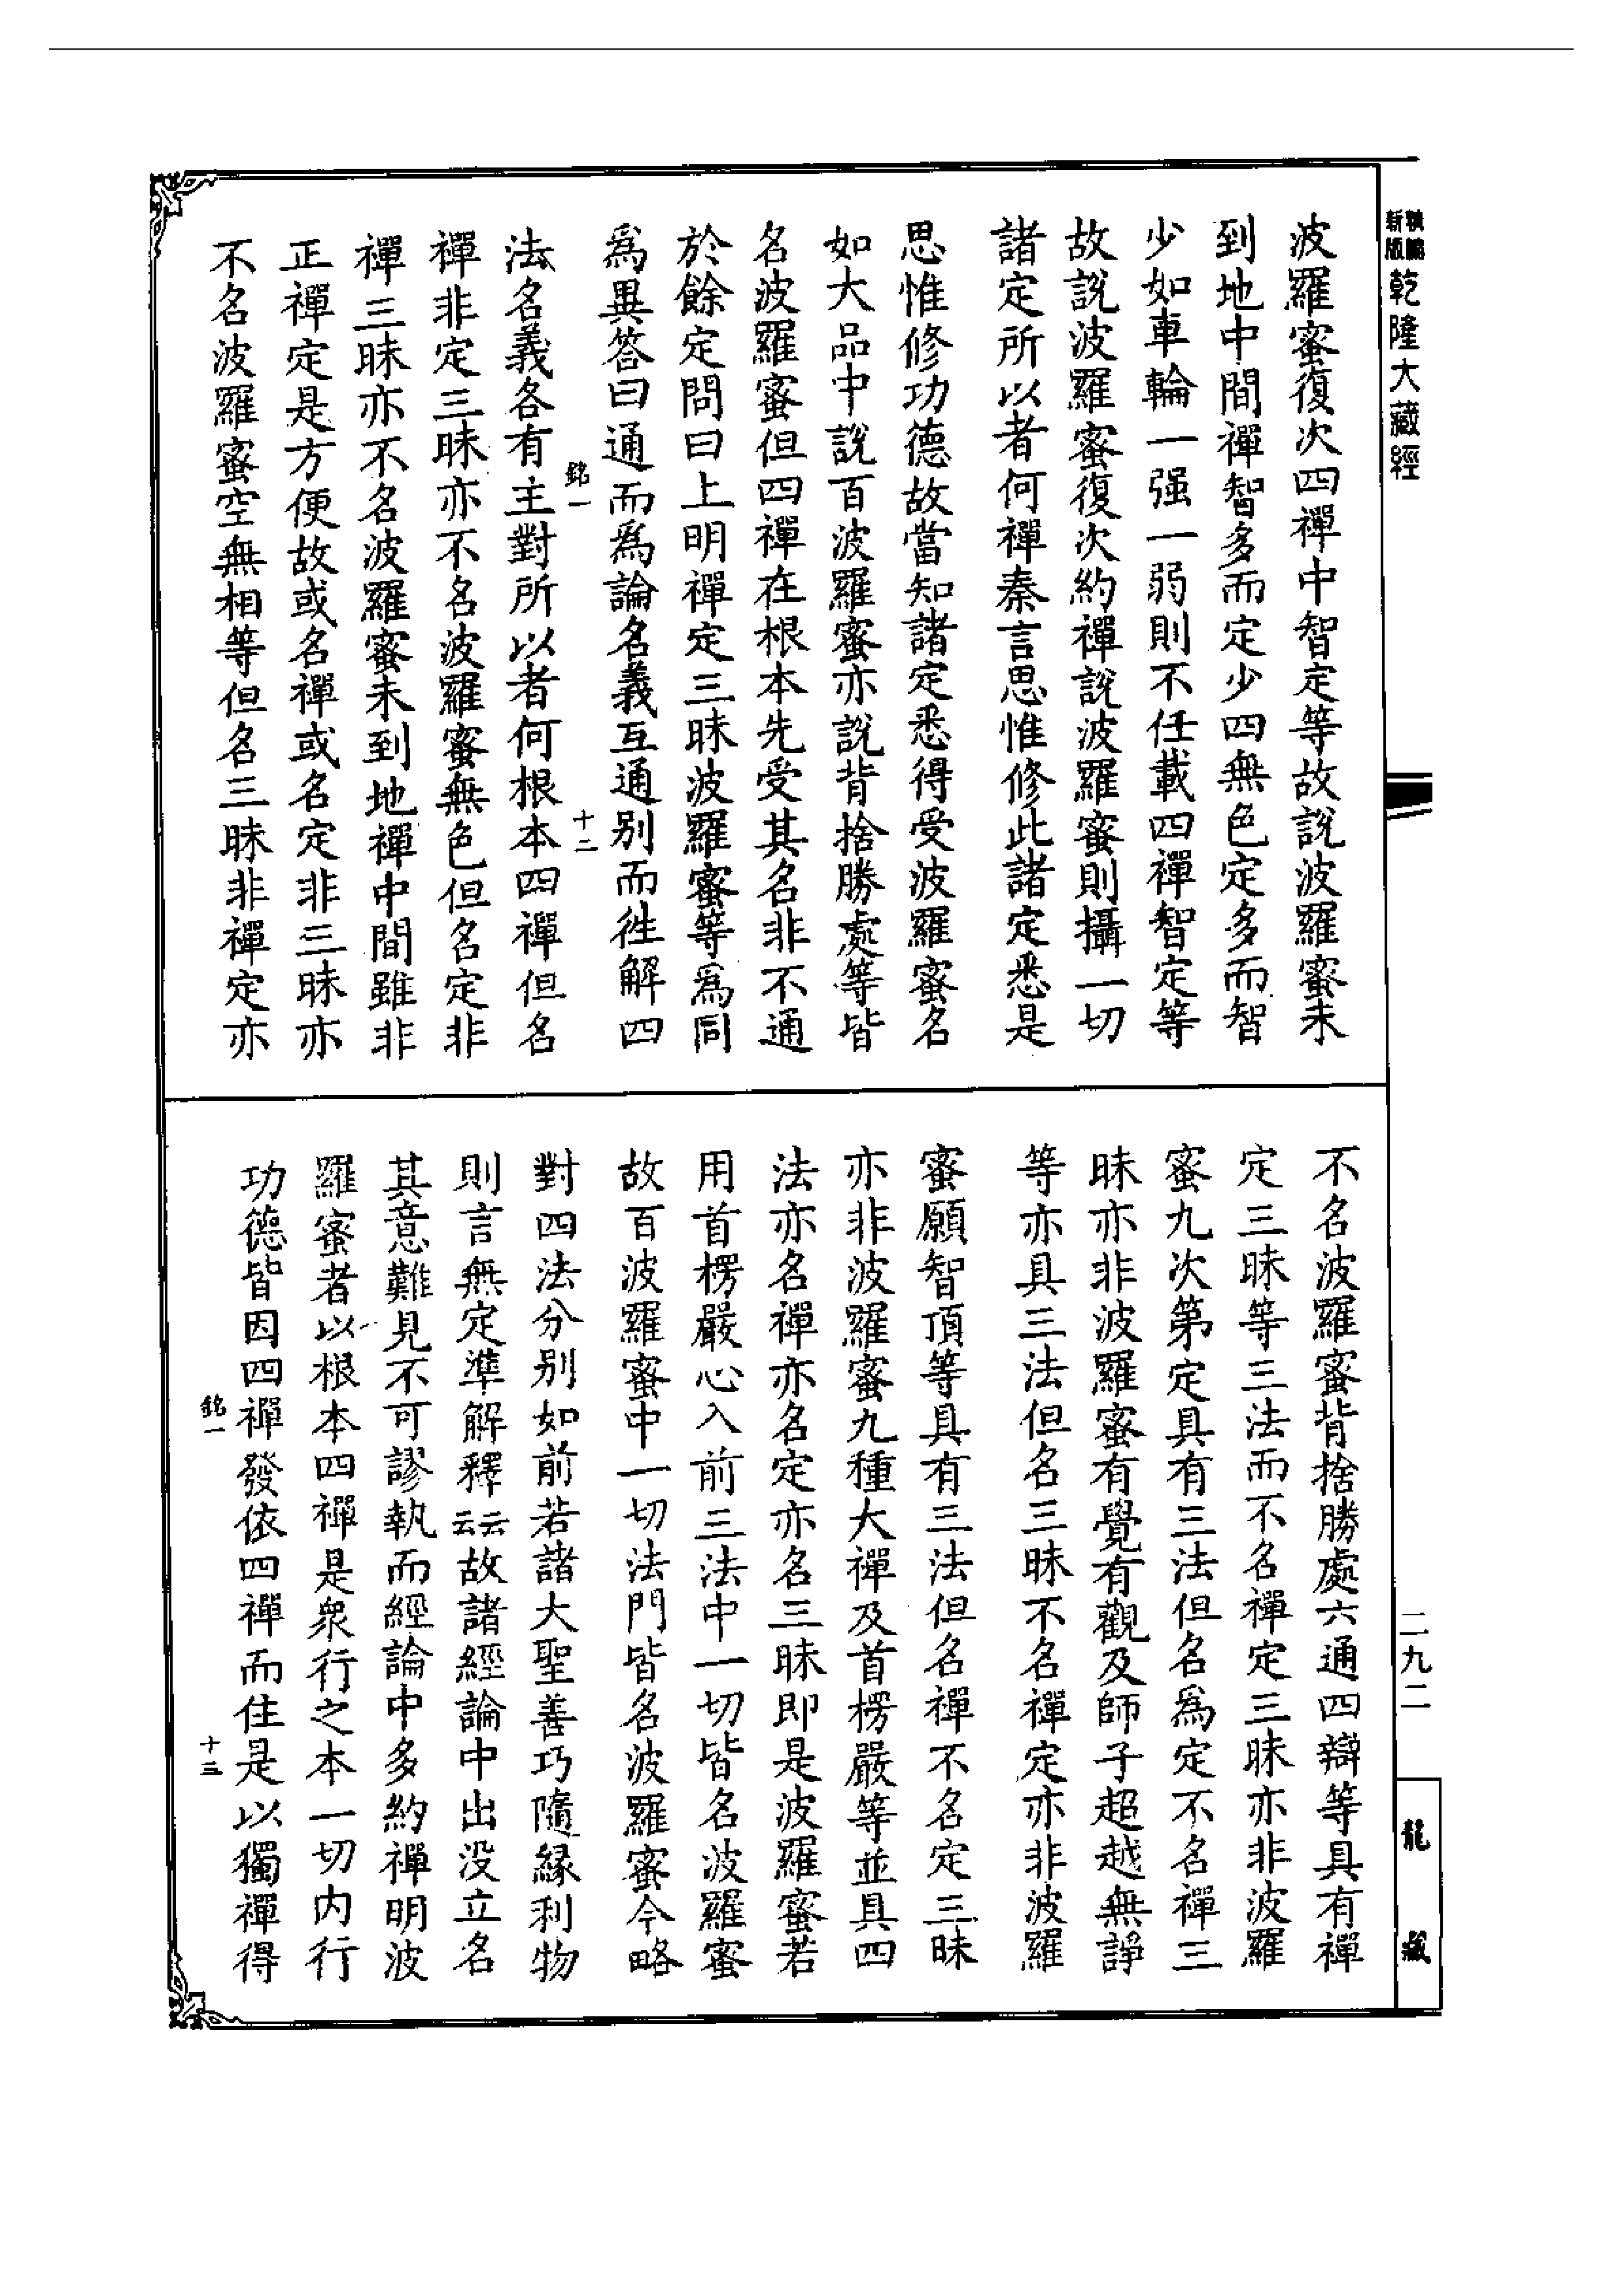 新版
乾隆大藏經
波羅蜜復次四禪中智定等故說波羅蜜未
到地中間禪智多而定少四無色定多而智
少如車輪一强一弱則不任載四禪智定等
故說波羅蜜復次約禪說波羅蜜則攝一切
諸定所以者何禪秦言思惟修此諸定悉是
思惟修功德故當知諸定悉得受波羅蜜名
如大品中說百波羅蜜亦說背捨勝處等皆
名波羅蜜但四禪在根本先受其名非不通
於餘定問曰上明禪定三昧波羅蜜等爲同
爲異答曰通而爲論名義互通別而徃解四
銘一
十二
法名義各有主對所以者何根本四禪但名
禪非定三昧亦不名波羅蜜無色但名定非
禪三昧亦不名波羅蜜未到地禪中間雖非
正禪定是方便故或名禪或名定非三昧亦
不名波羅蜜空無相等但名三昧非禪定亦
不名波羅蜜背捨勝處六通四辯等具有禪
定三昧等三法而不名禪定三昧亦非波羅
蜜九次第定具有三法但名爲定不名禪三
昧亦非波羅蜜有覺有觀及師子超越無諍
等亦具三法但名三昧不名禪定亦非波羅
蜜願智頂等具有三法但名禪不名定三昧
亦非波羅蜜九種大禪及首楞嚴等並具四
法亦名禪亦名定亦名三昧即是波羅蜜若
用首楞嚴心入前三法中一切皆名波羅蜜
故百波羅蜜中一切法門皆名波羅蜜今略
對四法分別如前若諸大聖善巧隨緣利物
則言無定準解釋云云故諸經論中出没立名
其意難見不可謬執而經論中多約禪明波
羅蜜者以根本四禪是衆行之本一切内行
功德皆因四禪發依四禪而住是以獨禪得
銘一
十三
二九二
龍藏